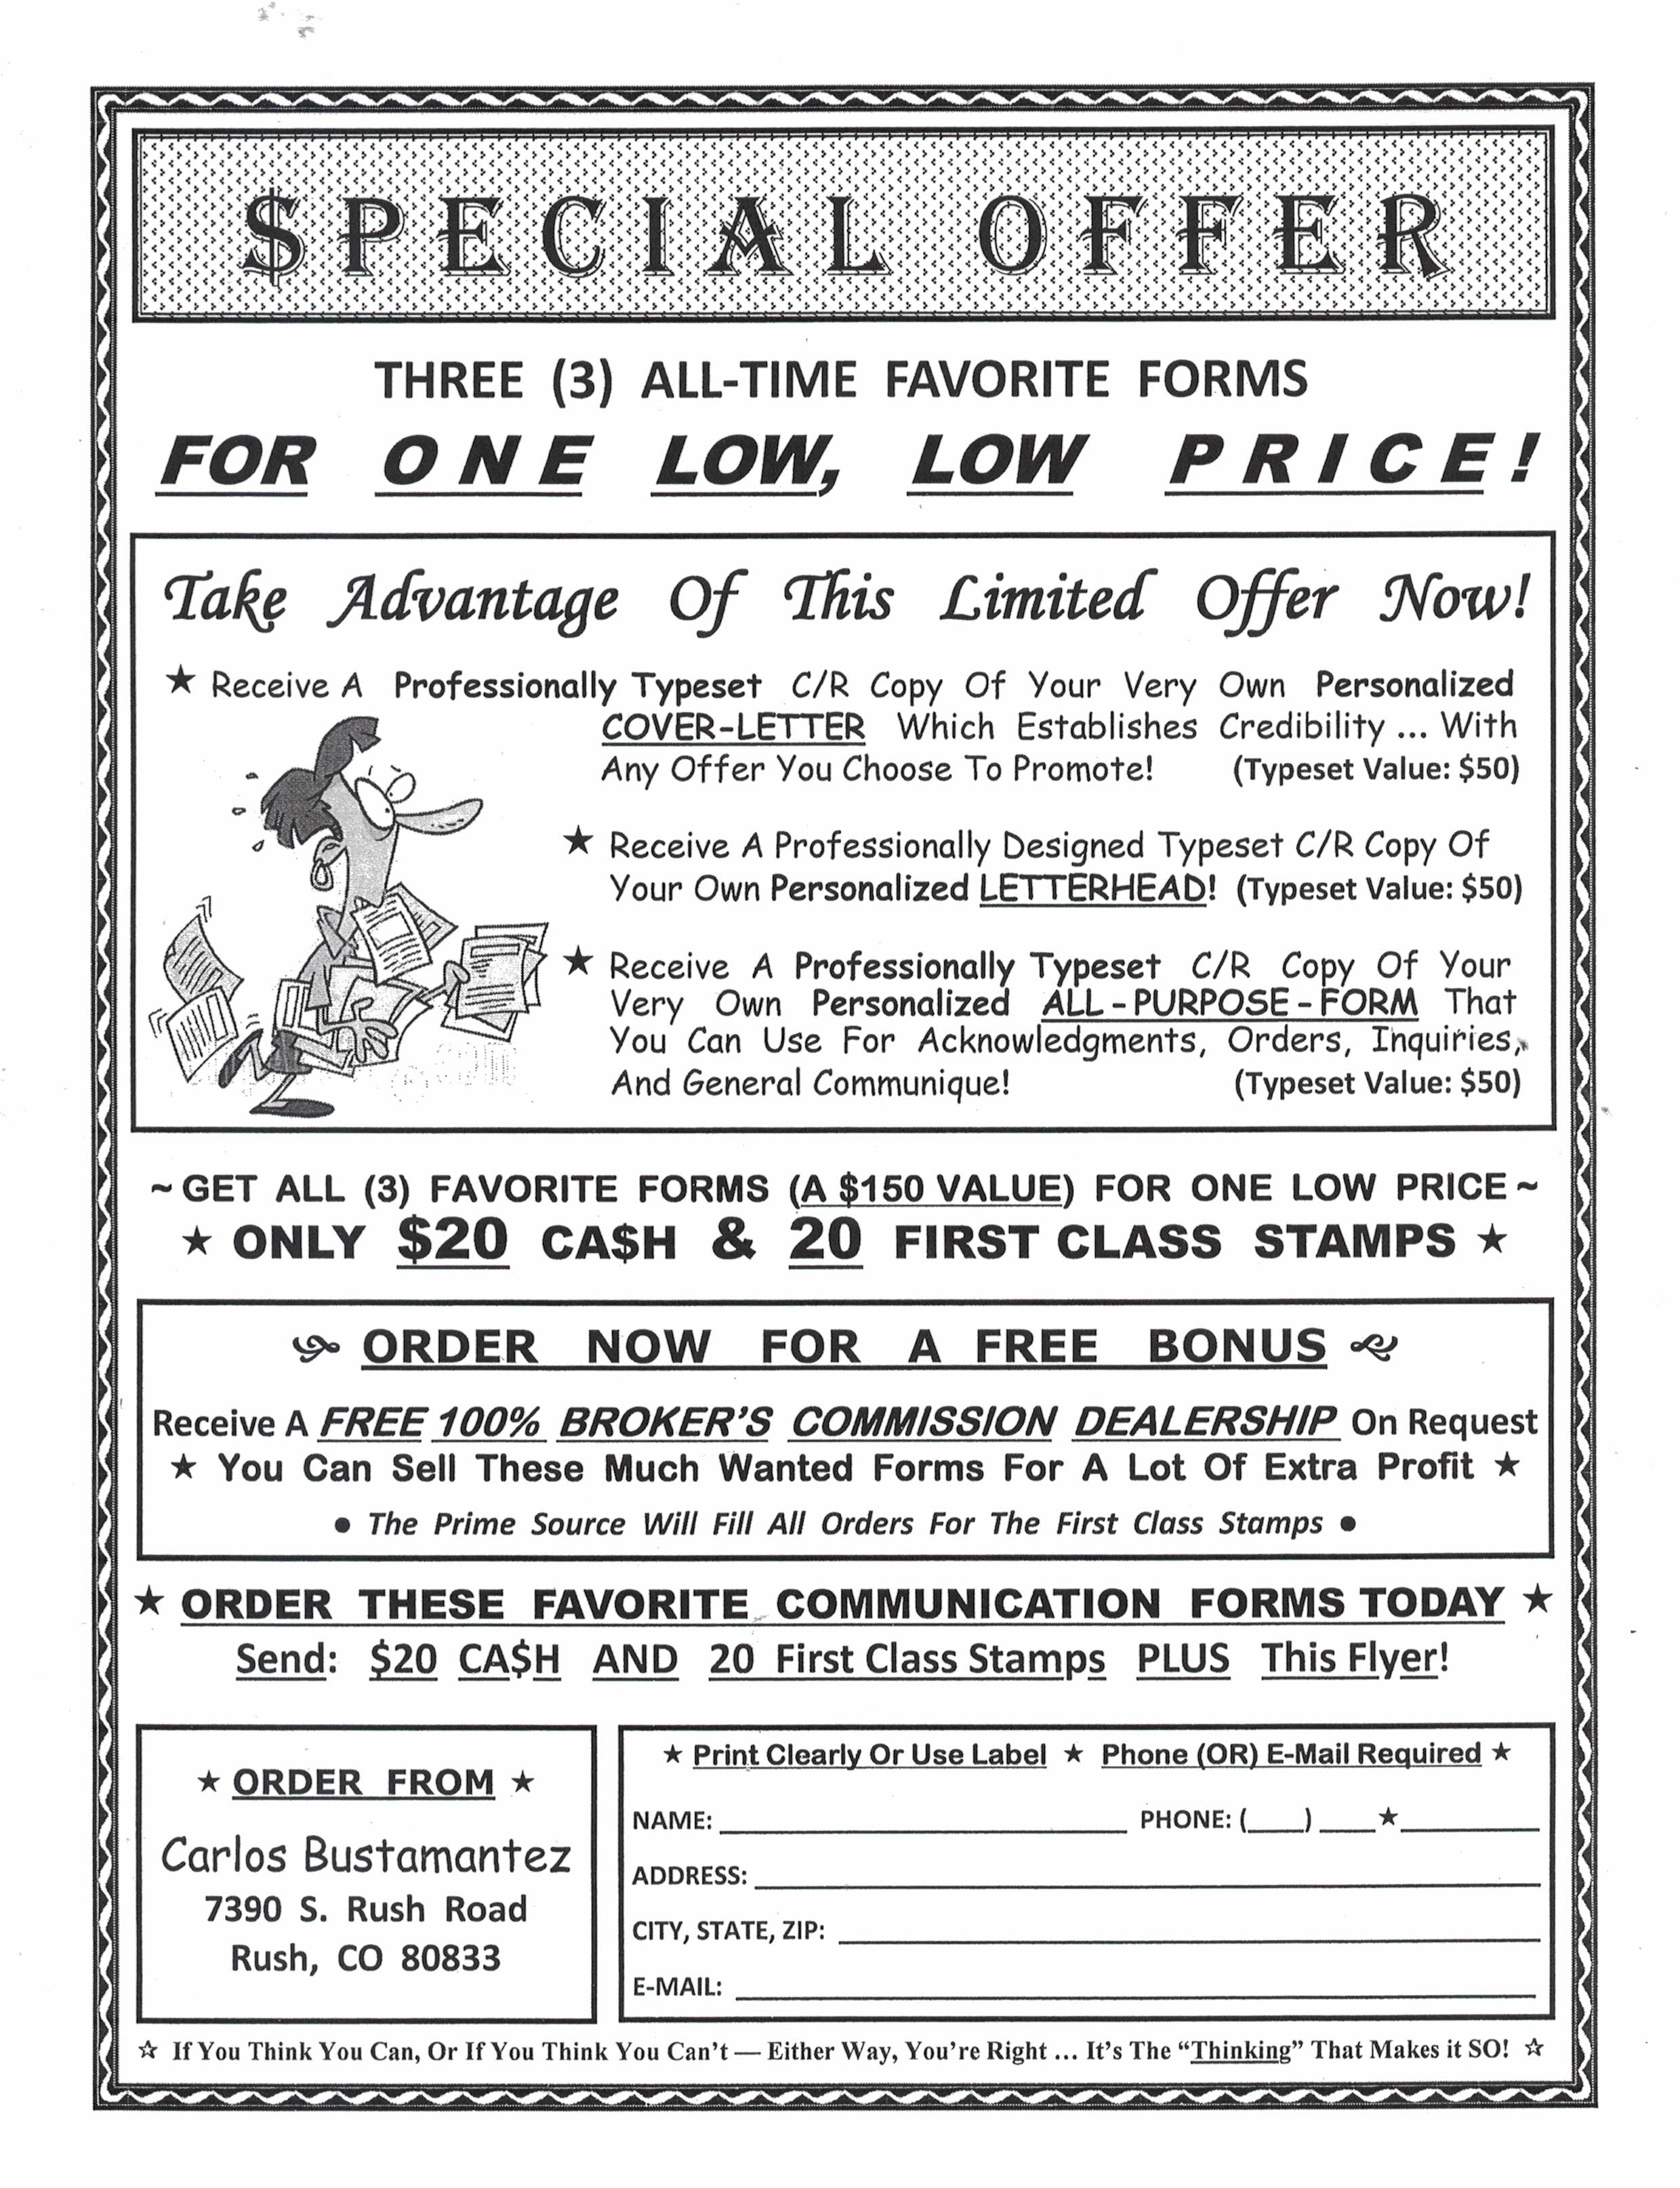 $PECIAL OFFER
THREE (3) ALL-TIME FAVORITE FORMS
FOR ONE LOW, LOW PRICE!
Take Advantage Of This Limited Offer Now!
★ Receive A Professionally Typeset C/R Copy Of Your Very Own Personalized
COVER-LETTER Which Establishes Credibility ... With
Any Offer You Choose To Promote! (Typeset Value: $50)
★ Receive A Professionally Designed Typeset C/R Copy Of
Your Own Personalized LETTERHEAD! (Typeset Value: $50)
★ Receive A Professionally Typeset C/R Copy Of Your
Very Own Personalized ALL-PURPOSE-FORM That
You Can Use For Acknowledgments, Orders, Inquiries,
And General Communique! (Typeset Value: $50)
~ GET ALL (3) FAVORITE FORMS (A $150 VALUE) FOR ONE LOW PRICE ~
★ ONLY $20 CA$H & 20 FIRST CLASS STAMPS ★
ORDER NOW FOR A FREE BONUS
Receive A FREE 100% BROKER'S COMMISSION DEALERSHIP On Request
★ You Can Sell These Much Wanted Forms For A Lot Of Extra Profit ★
● The Prime Source Will Fill All Orders For The First Class Stamps ●
★ ORDER THESE FAVORITE COMMUNICATION FORMS TODAY ★
Send: $20 CA$H AND 20 First Class Stamps PLUS This Flyer!
★ ORDER FROM ★
Carlos Bustamantez
7390 S. Rush Road
Rush, CO 80833
★ Print Clearly Or Use Label ★ Phone (OR) E-Mail Required ★
NAME: ____ PHONE: (___) ___★____
ADDRESS: ____
CITY, STATE, ZIP: ____
E-MAIL: ____
☆ If You Think You Can, Or If You Think You Can't — Either Way, You're Right ... It's The "Thinking" That Makes it SO! ☆